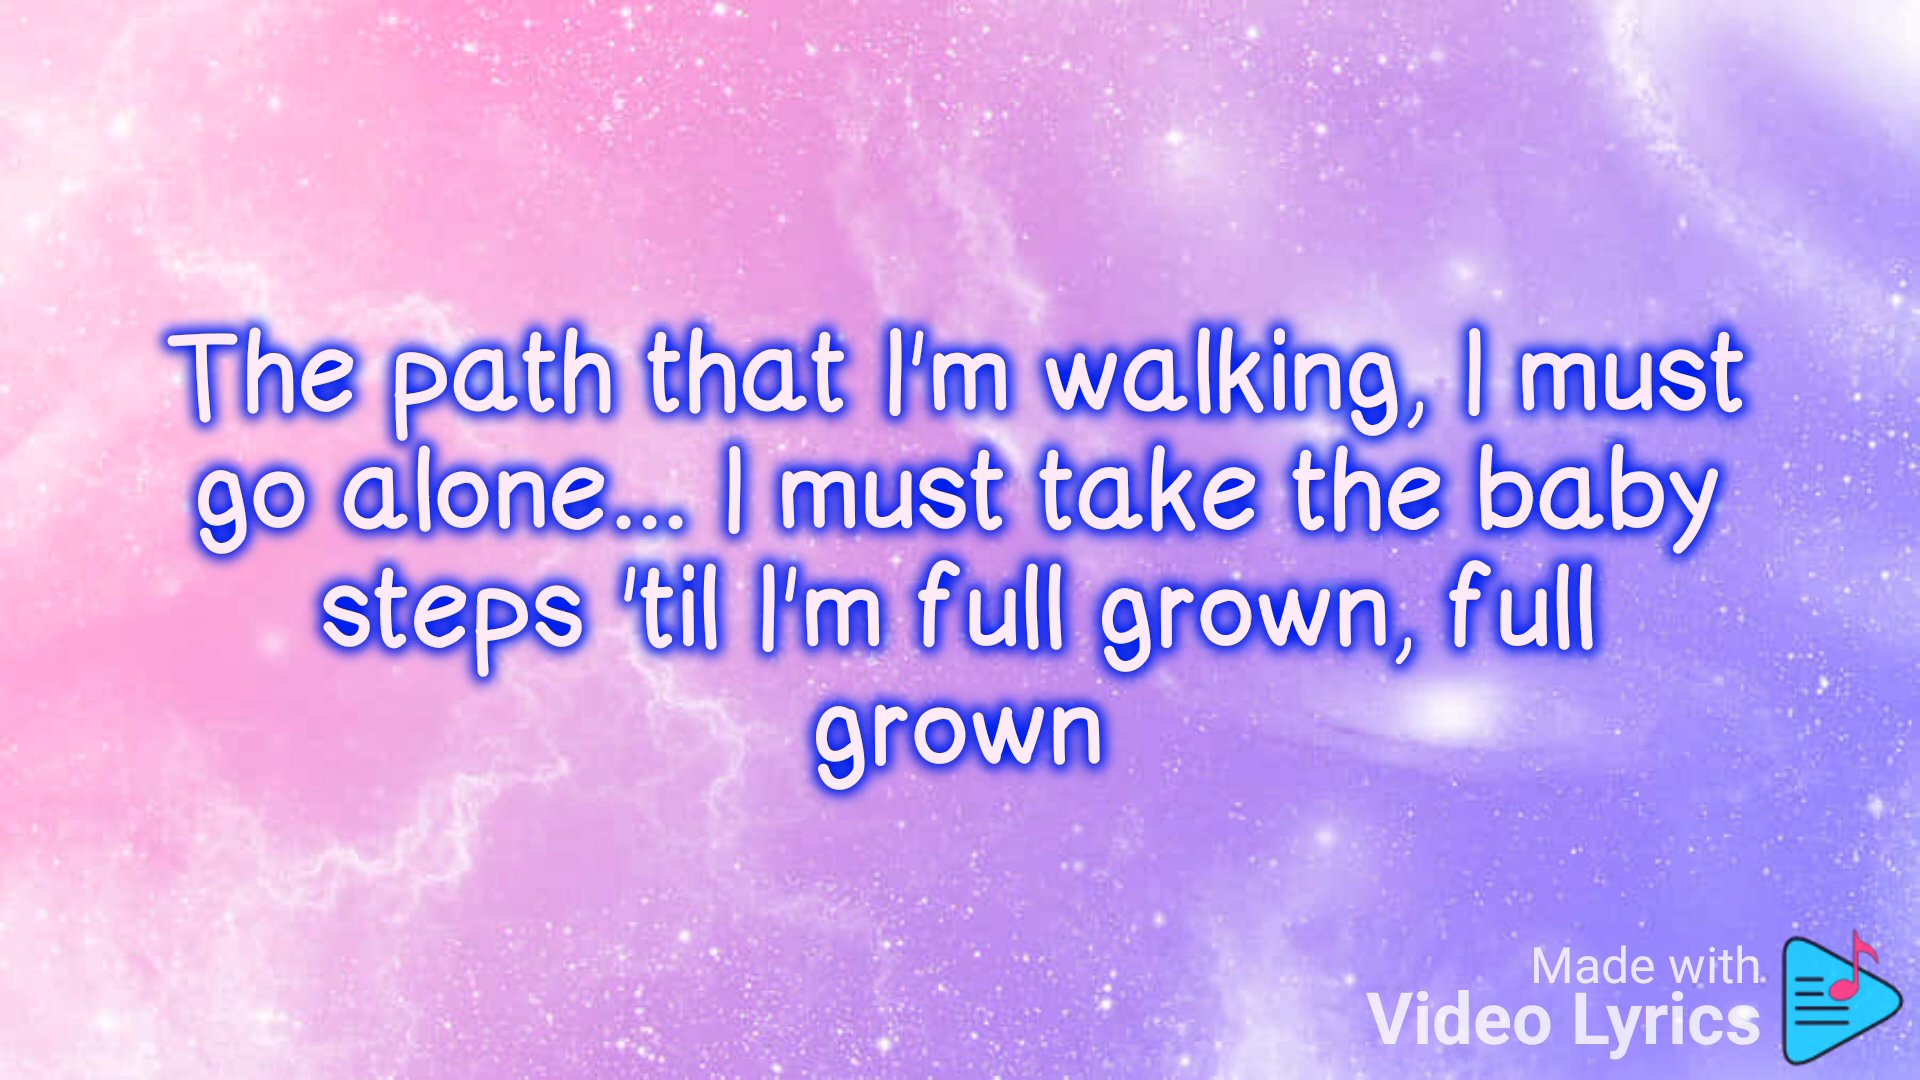 The path that I'm walking, I must
go alone... I must take the baby
steps 'til I'm full grown, full
grown
Made with
Video Lyrics